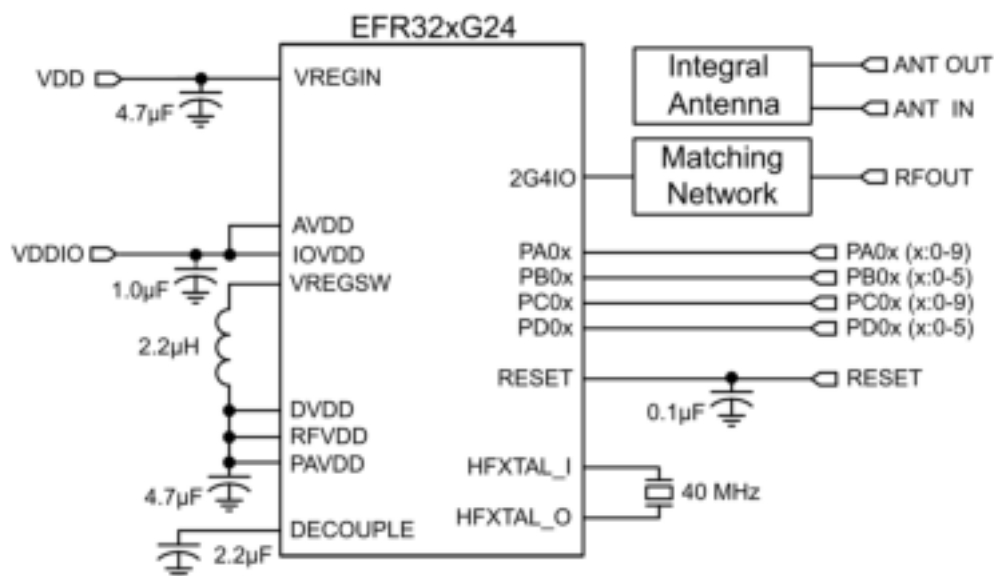 EFR32xG24
VDD
VREGIN
4.7µF
Integral
Antenna
ANT OUT
ANT IN
2G4IO
Matching
Network
RFOUT
AVDD
VDDIO
IOVDD
1.0µF
VREGSW
PA0x
PA0x (x:0-9)
PB0x
PB0x (x:0-5)
PC0x
PC0x (x:0-9)
PD0x
PD0x (x:0-5)
2.2µH
RESET
RESET
0.1µF
DVDD
RFVDD
PAVDD
4.7µF
HFXTAL_I
40 MHz
HFXTAL_O
DECOUPLE
2.2µF